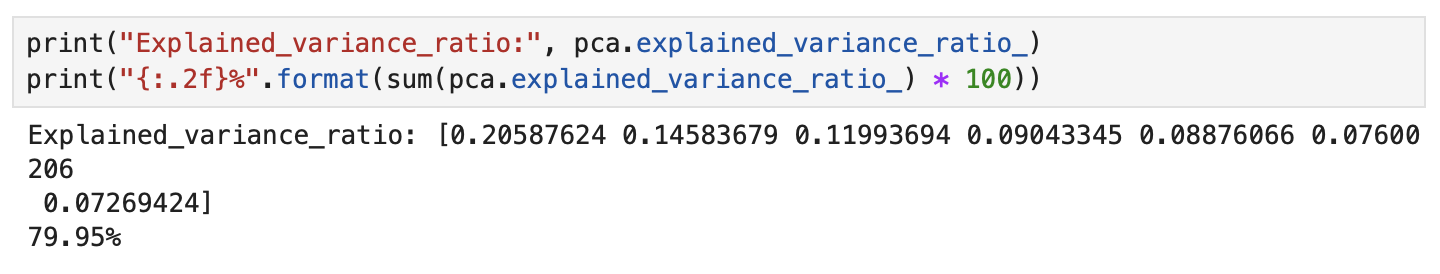 print("Explained_variance_ratio:", pca.explained_variance_ratio_)
print("{:.2f}%".format(sum(pca.explained_variance_ratio_) * 100))
Explained_variance_ratio: [0.20587624 0.14583679 0.11993694 0.09043345 0.08876066 0.07600
206
 0.07269424]
79.95%